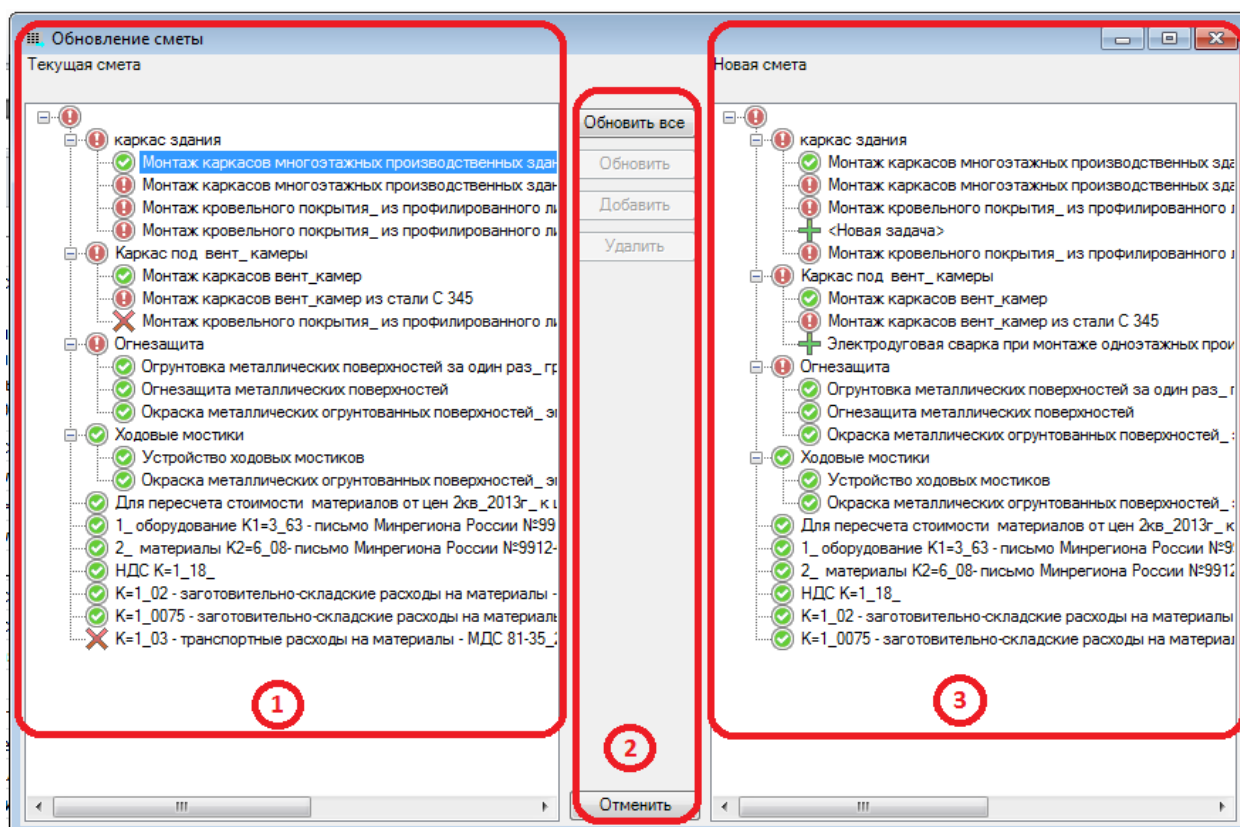 Обновление сметы
Текущая смета
каркас здания
Монтаж каркасов многоэтажных производственных здан
Монтаж каркасов многоэтажных производственных здан
Монтаж кровельного покрытия_ из профилированного ли
Монтаж кровельного покрытия_ из профилированного ли
Каркас под вент_ камеры
Монтаж каркасов вент_камер
Монтаж каркасов вент_камер из стали С 345
Монтаж кровельного покрытия_ из профилированного ли
Огнезащита
Огрунтовка металлических поверхностей за один раз_ гр
Огнезащита металлических поверхностей
Окраска металлических огрунтованных поверхностей_ э
Ходовые мостики
Устройство ходовых мостиков
Окраска металлических огрунтованных поверхностей_ э
Для пересчета стоимости материалов от цен 2кв_2013г_ к ц
1_ оборудование К1=3_63 - письмо Минрегиона России №99
2_ материалы К2=6_08- письмо Минрегиона России №9912-
НДС К=1_18_
К=1_02 - заготовительно-складские расходы на материалы -
К=1_0075 - заготовительно-складские расходы на материаль
К=1_03 - транспортные расходы на материалы - МДС 81-35_2
1
Обновить все
Обновить
Добавить
Удалить
2
Отменить
Новая смета
каркас здания
Монтаж каркасов многоэтажных производственных зда
Монтаж каркасов многоэтажных производственных зда
Монтаж кровельного покрытия_ из профилированного л
<Новая задача>
Монтаж кровельного покрытия_ из профилированного л
Каркас под вент_ камеры
Монтаж каркасов вент_камер
Монтаж каркасов вент_камер из стали С 345
Электродуговая сварка при монтаже одноэтажных прои
Огнезащита
Огрунтовка металлических поверхностей за один раз_ г
Огнезащита металлических поверхностей
Окраска металлических огрунтованных поверхностей_
Ходовые мостики
Устройство ходовых мостиков
Окраска металлических огрунтованных поверхностей_
Для пересчета стоимости материалов от цен 2кв_2013г_ к
1_ оборудование К1=3_63 - письмо Минрегиона России №9
2_ материалы К2=6_08- письмо Минрегиона России №9912
НДС К=1_18_
К=1_02 - заготовительно-складские расходы на материалы
К=1_0075 - заготовительно-складские расходы на материал
3